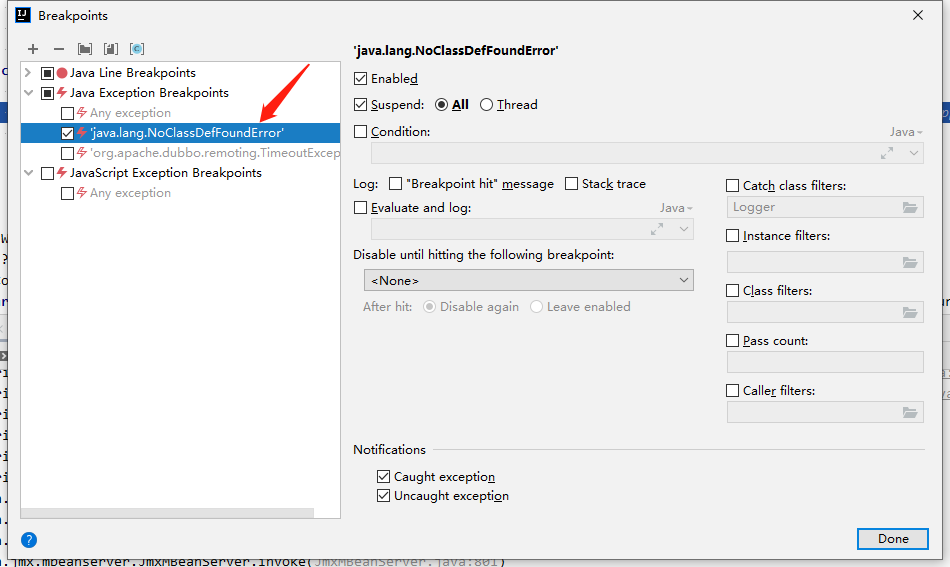 Breakpoints
Java Line Breakpoints
Java Exception Breakpoints
Any exception
'java.lang.NoClassDefFoundError'
'org.apache.dubbo.remoting.TimeoutExcep
JavaScript Exception Breakpoints
Any exception
'java.lang.NoClassDefFoundError'
Enabled
Suspend: All Thread
Condition: Java
Log: "Breakpoint hit" message Stack trace
Evaluate and log: Java
Disable until hitting the following breakpoint:
<None>
After hit: Disable again Leave enabled
Catch class filters:
Logger
Instance filters:
Class filters:
Pass count:
Caller filters:
Notifications
Caught exception
Uncaught exception
? Done
.jmx.mbeanserver.JmxMBeanServer.invoke(JmxMBeanServer.java:801)